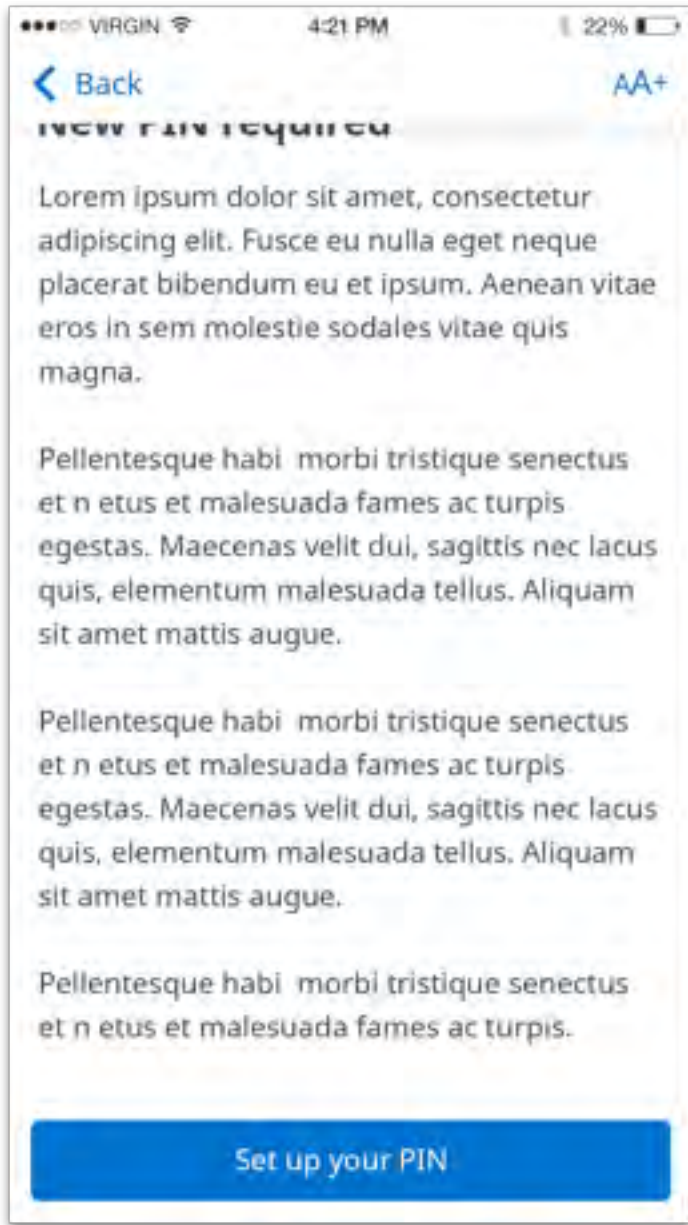 VIRGIN 4:21 PM 22%
Back AA+
New PIN required
Lorem ipsum dolor sit amet, consectetur
adipiscing elit. Fusce eu nulla eget neque
placerat bibendum eu et ipsum. Aenean vitae
eros in sem molestie sodales vitae quis
magna.
Pellentesque habi morbi tristique senectus
et n etus et malesuada fames ac turpis
egestas. Maecenas velit dui, sagittis nec lacus
quis, elementum malesuada tellus. Aliquam
sit amet mattis augue.
Pellentesque habi morbi tristique senectus
et n etus et malesuada fames ac turpis
egestas. Maecenas velit dui, sagittis nec lacus
quis, elementum malesuada tellus. Aliquam
sit amet mattis augue.
Pellentesque habi morbi tristique senectus
et n etus et malesuada fames ac turpis.
Set up your PIN